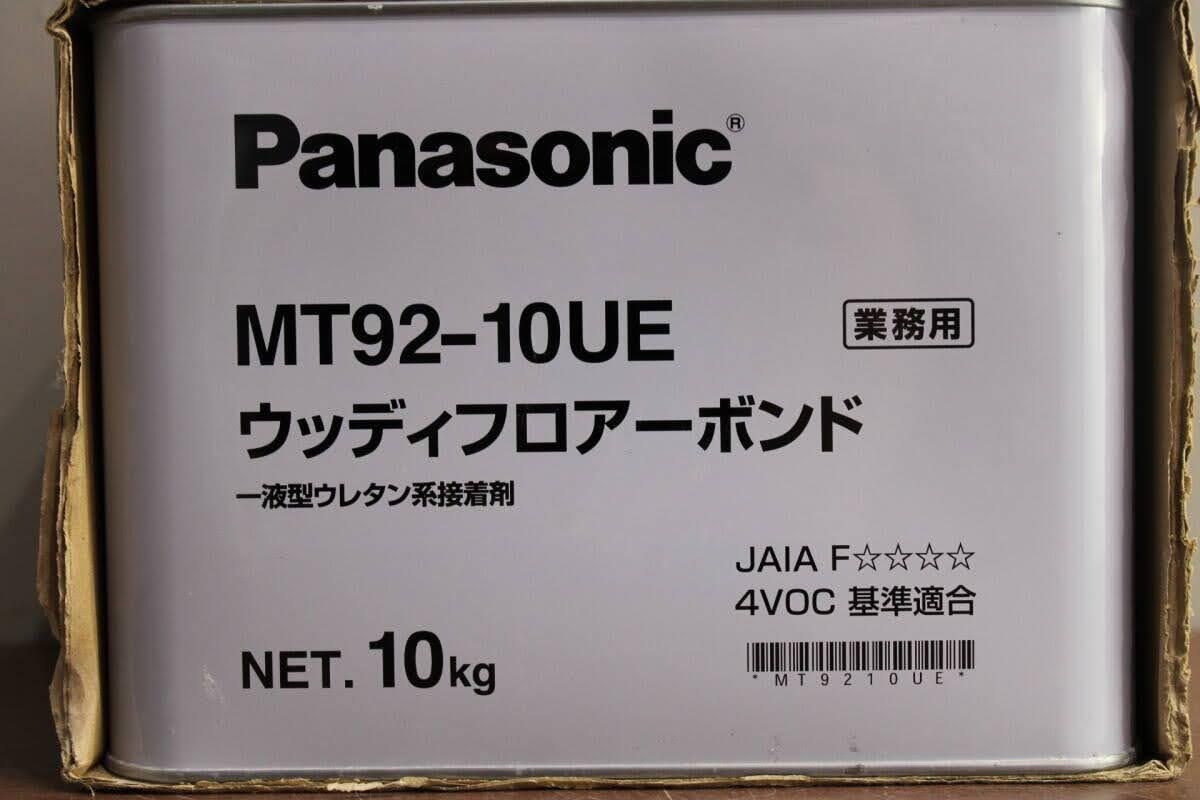 Panasonic®
MT92-10UE
業務用
ウッディフロアーボンド
一液型ウレタン系接着剤
JAIA F☆☆☆☆
4VOC 基準適合
NET. 10kg
*MT9210UE*